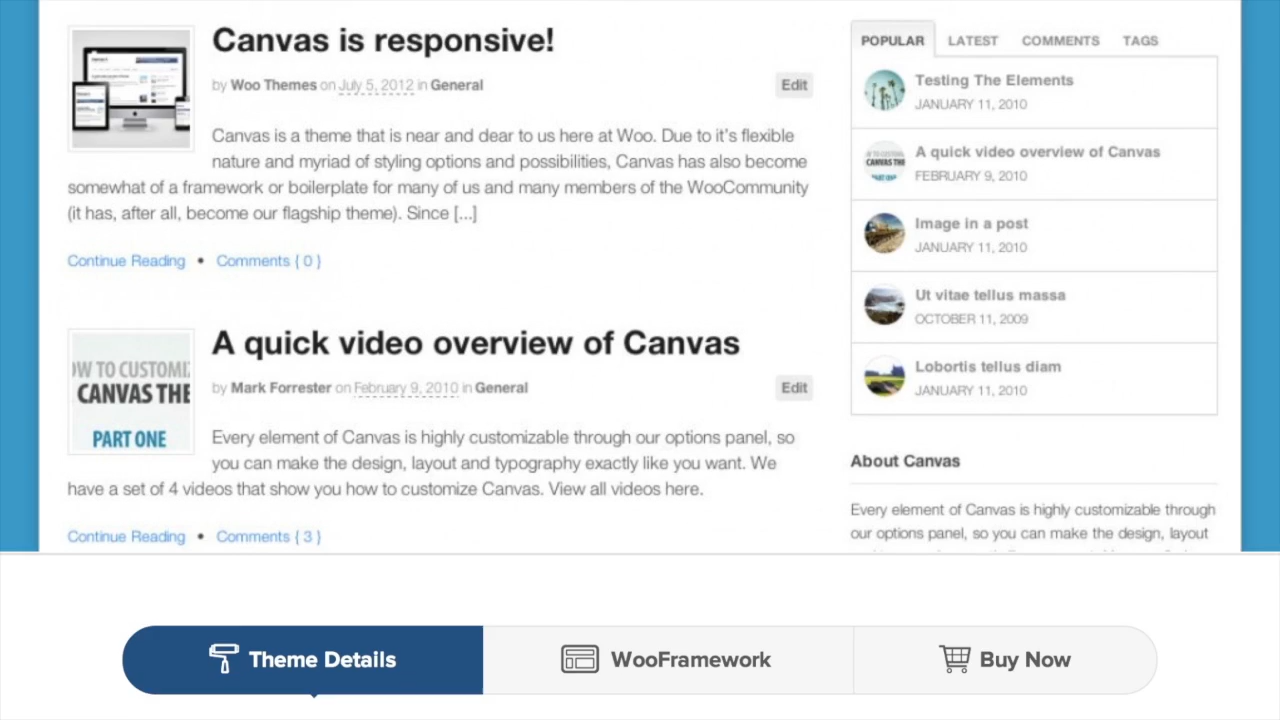 Canvas is responsive!
by Woo Themes on July 5, 2012 in General
Edit
Canvas is a theme that is near and dear to us here at Woo. Due to it's flexible
nature and myriad of styling options and possibilities, Canvas has also become
somewhat of a framework or boilerplate for many of us and many members of the WooCommunity
(it has, after all, become our flagship theme). Since [...]
Continue Reading • Comments { 0 }
OW TO CUSTOMI
CANVAS THE
PART ONE
A quick video overview of Canvas
by Mark Forrester on February 9, 2010 in General
Edit
Every element of Canvas is highly customizable through our options panel, so
you can make the design, layout and typography exactly like you want. We
have a set of 4 videos that show you how to customize Canvas. View all videos here.
Continue Reading • Comments { 3 }
POPULAR LATEST COMMENTS TAGS
Testing The Elements
JANUARY 11, 2010
CANVAS THE
A quick video overview of Canvas
FEBRUARY 9, 2010
Image in a post
JANUARY 11, 2010
Ut vitae tellus massa
OCTOBER 11, 2009
Lobortis tellus diam
JANUARY 11, 2010
About Canvas
Every element of Canvas is highly customizable through
our options panel, so you can make the design, layout
Theme Details
WooFramework
Buy Now